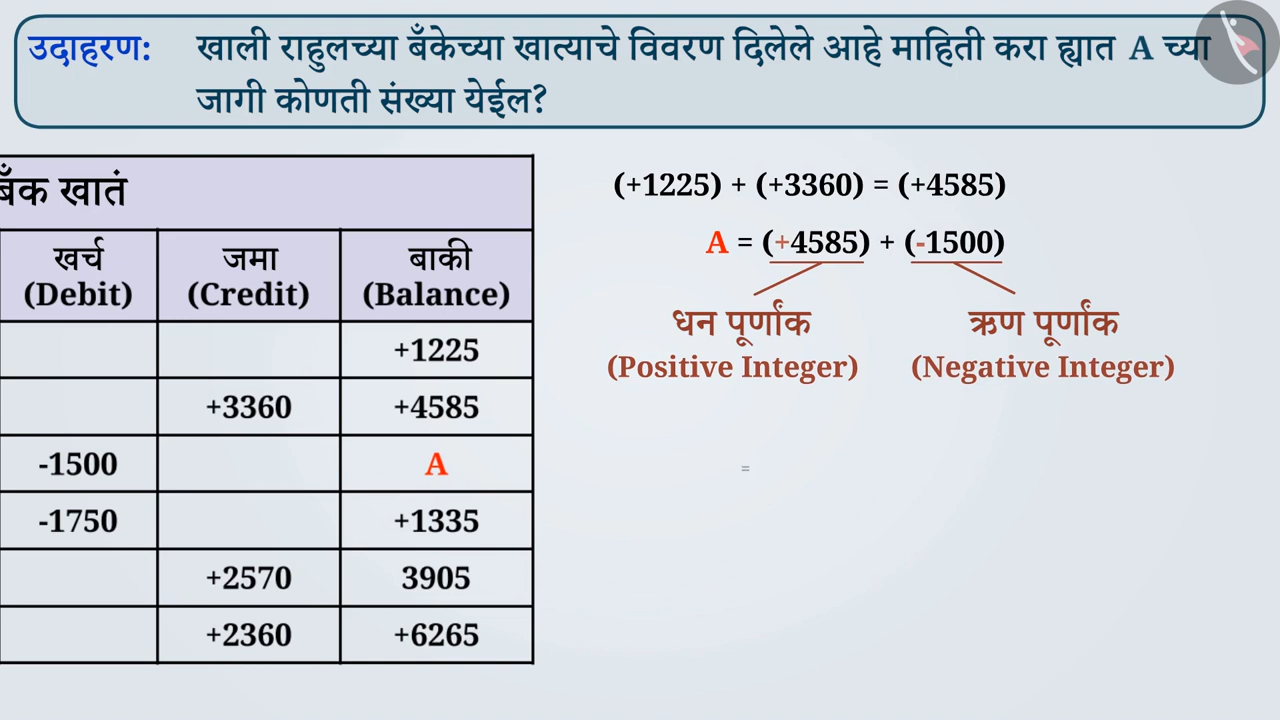 उदाहरण: खाली राहुलच्या बँकेच्या खात्याचे विवरण दिलेले आहे माहिती करा ह्यात A च्या
जागी कोणती संख्या येईल?
बँक खातं
खर्च (Debit) जमा (Credit) बाकी (Balance)
+1225
+3360 +4585
-1500 A
-1750 +1335
+2570 3905
+2360 +6265
(+1225) + (+3360) = (+4585)
A = (+4585) + (-1500)
धन पूर्णांक ऋण पूर्णांक
(Positive Integer) (Negative Integer)
=